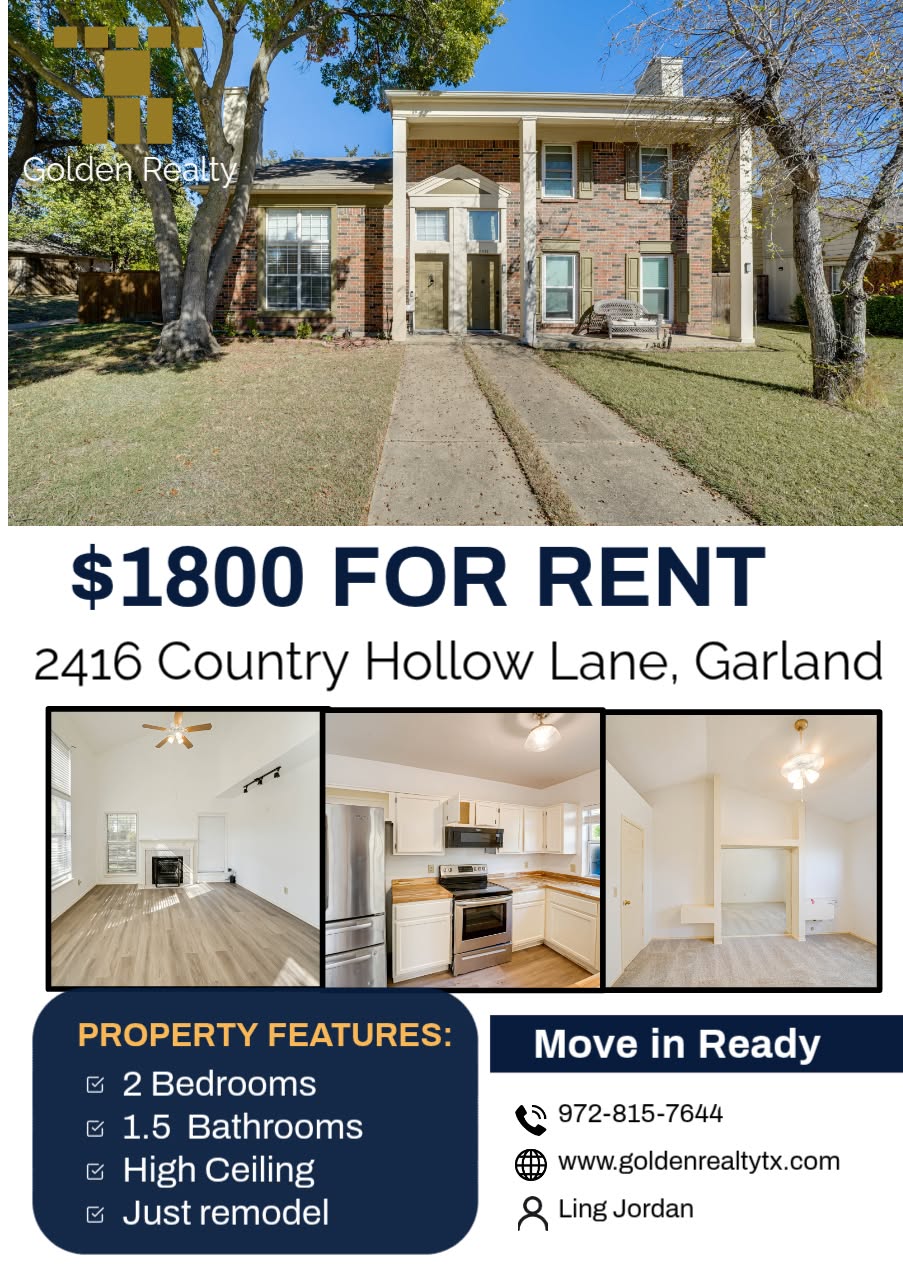 Golden Realty
$1800 FOR RENT
2416 Country Hollow Lane, Garland
PROPERTY FEATURES:
2 Bedrooms
1.5 Bathrooms
High Ceiling
Just remodel
Move in Ready
972-815-7644
www.goldenrealtytx.com
Ling Jordan